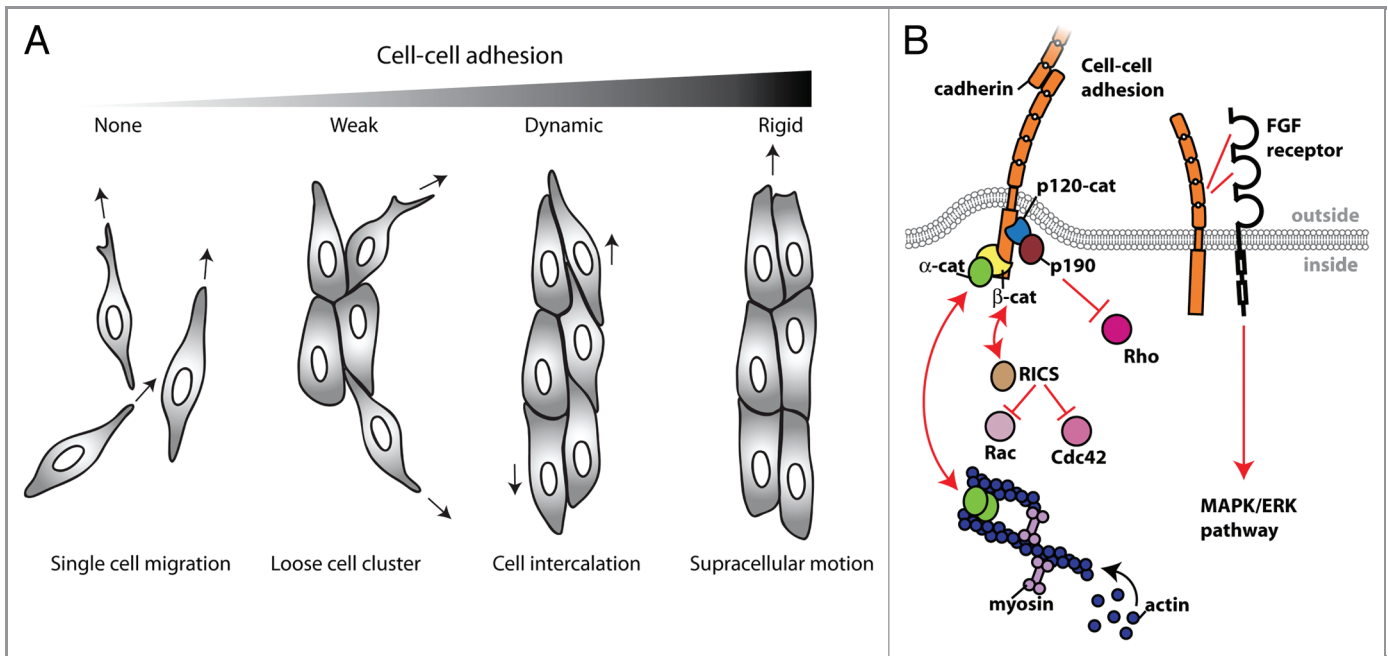 A
Cell-cell adhesion
None
Weak
Dynamic
Rigid
Single cell migration
Loose cell cluster
Cell intercalation
Supracellular motion
B
cadherin
Cell-cell
adhesion
FGF
receptor
p120-cat
outside
inside
α-cat
p190
β-cat
Rho
RICS
Rac
Cdc42
MAPK/ERK
pathway
myosin
actin